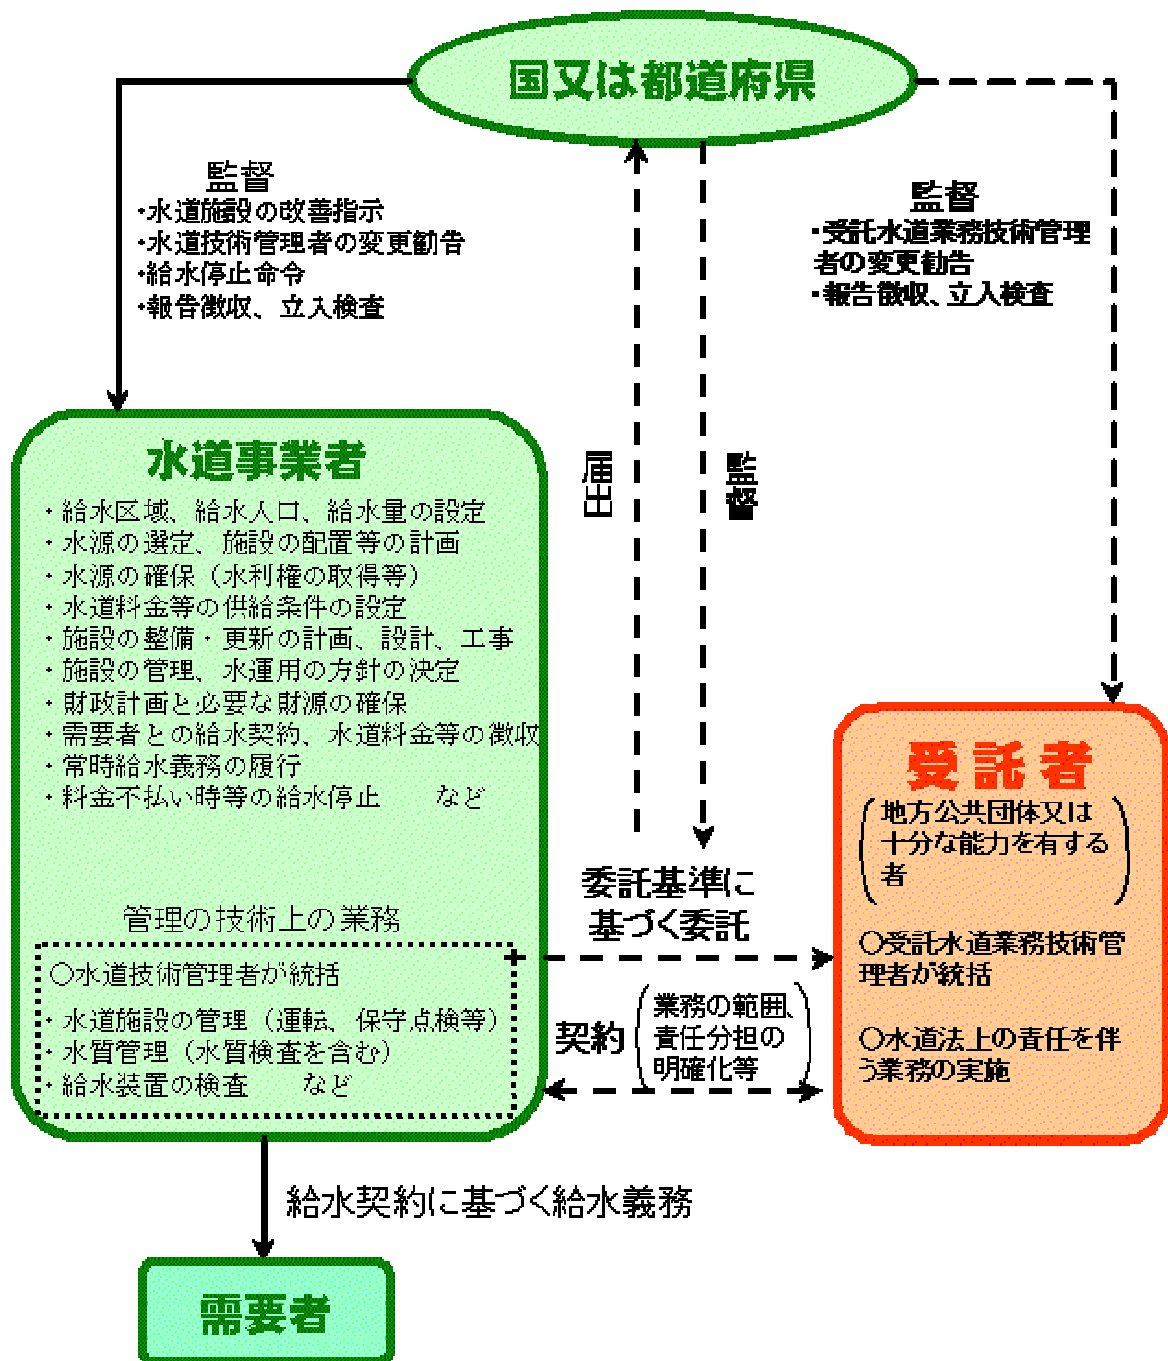 国又は都道府県
監督
・水道施設の改善指示
・水道技術管理者の変更勧告
・給水停止命令
・報告徴収、立入検査
監督
・受託水道業務技術管理
者の変更勧告
・報告徴収、立入検査
届出
監督
水道事業者
・給水区域、給水人口、給水量の設定
・水源の選定、施設の配置等の計画
・水源の確保（水利権の取得等）
・水道料金等の供給条件の設定
・施設の整備・更新の計画、設計、工事
・施設の管理、水運用の方針の決定
・財政計画と必要な財源の確保
・需要者との給水契約、水道料金等の徴収
・常時給水義務の履行
・料金不払い時等の給水停止　　など
管理の技術上の業務
○水道技術管理者が統括
・水道施設の管理（運転、保守点検等）
・水質管理（水質検査を含む）
・給水装置の検査　　など
委託基準に
基づく委託
契約
業務の範囲、
責任分担の
明確化等
受託者
地方公共団体又は
十分な能力を有する
者
○受託水道業務技術管
理者が統括
○水道法上の責任を伴
う業務の実施
給水契約に基づく給水義務
需要者